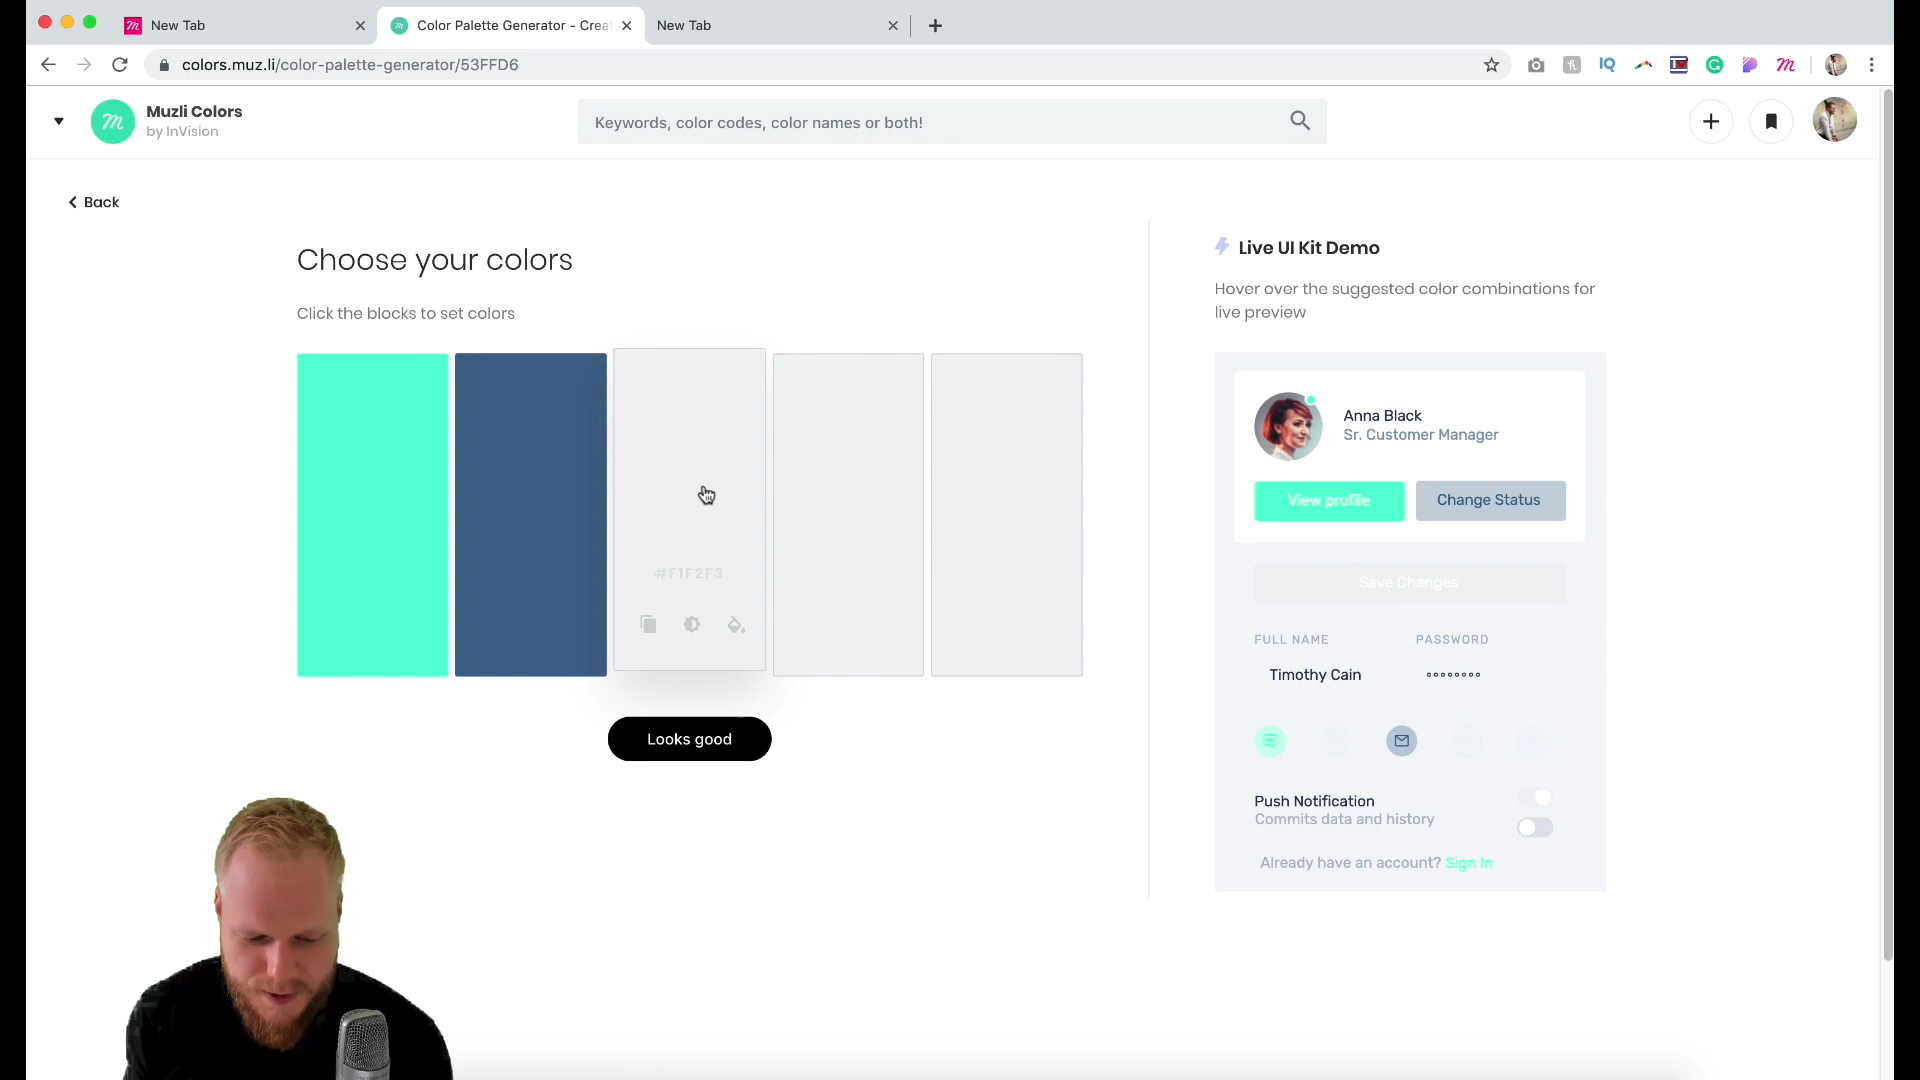 New Tab
Color Palette Generator - Crea
New Tab
colors.muz.li/color-palette-generator/53FFD6
Muzli Colors
by InVision
Keywords, color codes, color names or both!
Back
Choose your colors
Click the blocks to set colors
#F1F2F3
Looks good
Live UI Kit Demo
Hover over the suggested color combinations for
live preview
Anna Black
Sr. Customer Manager
View profile
Change Status
Save Changes
FULL NAME
PASSWORD
Timothy Cain
Push Notification
Commits data and history
Already have an account? Sign In